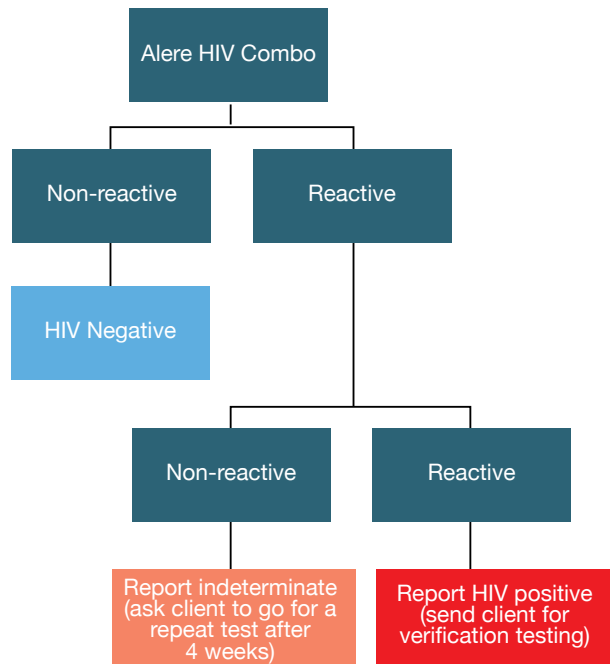 Alere HIV Combo
Non-reactive
Reactive
HIV Negative
Non-reactive
Reactive
Report indeterminate
(ask client to go for a
repeat test after
4 weeks)
Report HIV positive
(send client for
verification testing)